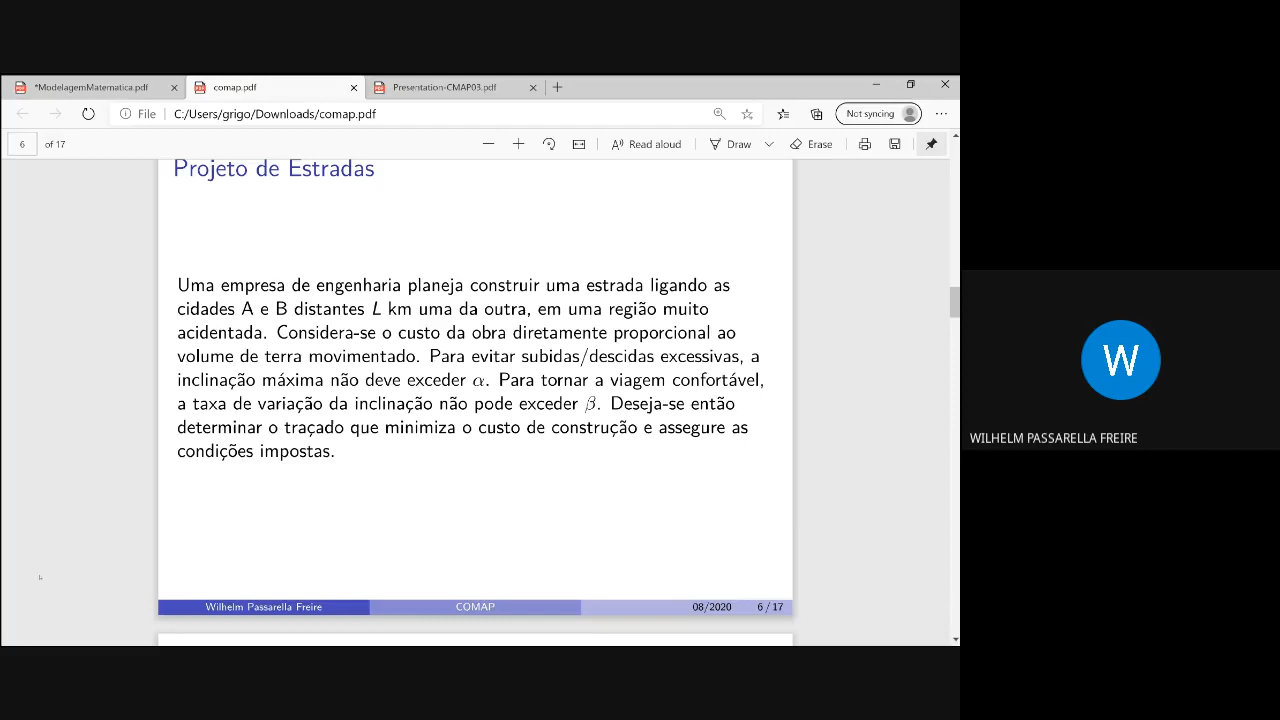 *ModelagemMatematica.pdf
comap.pdf
Presentation-CMAP03.pdf
File
C:/Users/grigo/Downloads/comap.pdf
Not syncing
6
of 17
Read aloud
Draw
Erase
Projeto de Estradas
Uma empresa de engenharia planeja construir uma estrada ligando as
cidades A e B distantes L km uma da outra, em uma região muito
acidentada. Considera-se o custo da obra diretamente proporcional ao
volume de terra movimentado. Para evitar subidas/descidas excessivas, a
inclinação máxima não deve exceder α. Para tornar a viagem confortável,
a taxa de variação da inclinação não pode exceder β. Deseja-se então
determinar o traçado que minimiza o custo de construção e assegure as
condições impostas.
Wilhelm Passarella Freire
COMAP
08/2020
6 / 17
W
WILHELM PASSARELLA FREIRE